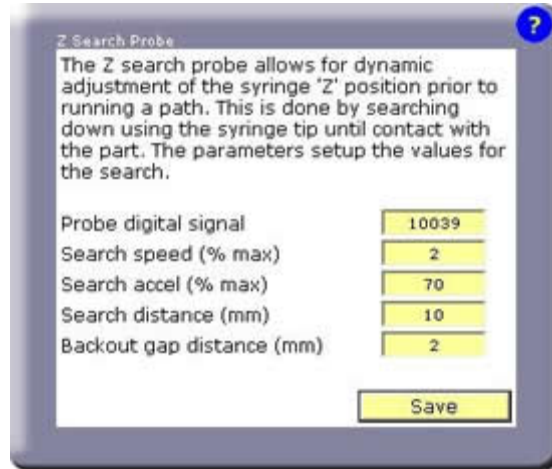 ?
Z Search Probe
The Z search probe allows for dynamic
adjustment of the syringe 'Z' position prior to
running a path. This is done by searching
down using the syringe tip until contact with
the part. The parameters setup the values for
the search.
Probe digital signal 10039
Search speed (% max) 2
Search accel (% max) 70
Search distance (mm) 10
Backout gap distance (mm) 2
Save